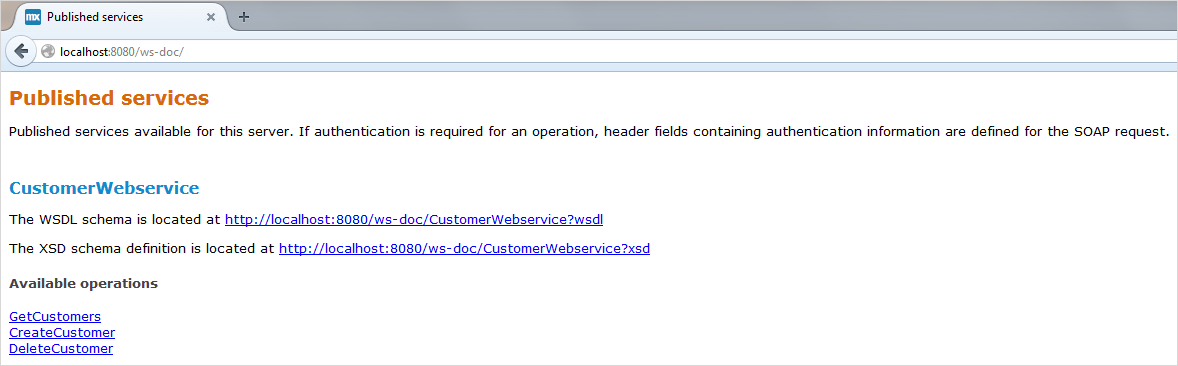 mx Published services
localhost:8080/ws-doc/
Published services
Published services available for this server. If authentication is required for an operation, header fields containing authentication information are defined for the SOAP request.
CustomerWebservice
The WSDL schema is located at http://localhost:8080/ws-doc/CustomerWebservice?wsdl
The XSD schema definition is located at http://localhost:8080/ws-doc/CustomerWebservice?xsd
Available operations
GetCustomers
CreateCustomer
DeleteCustomer